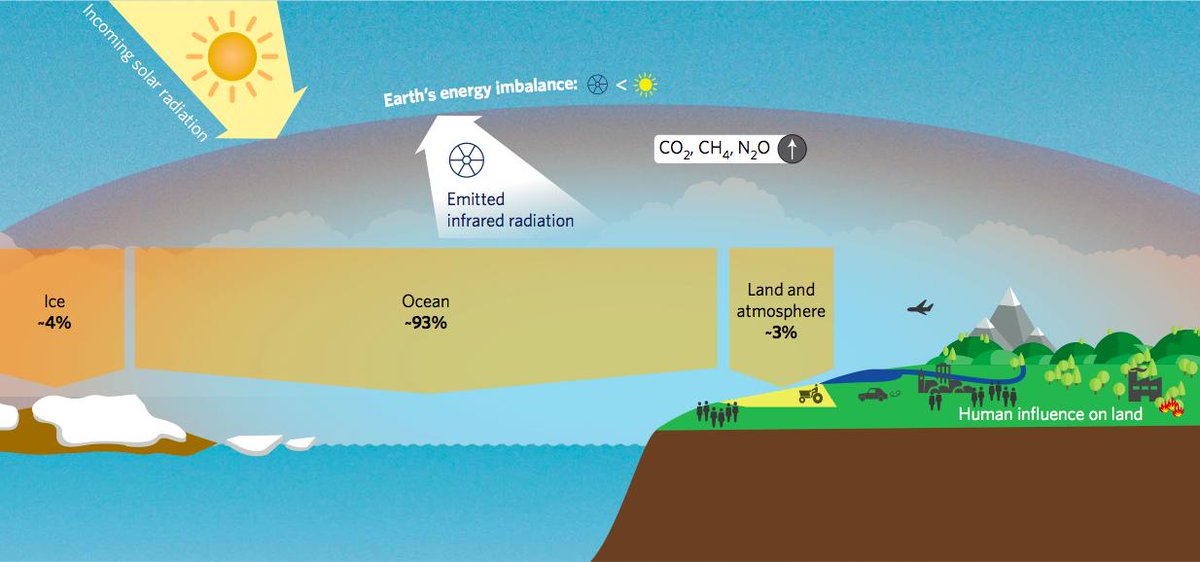 Incoming solar radiation
Earth's energy imbalance: <
CO₂, CH₄, N₂O
Emitted
infrared radiation
Ice
~4%
Ocean
~93%
Land and
atmosphere
~3%
Human influence on land